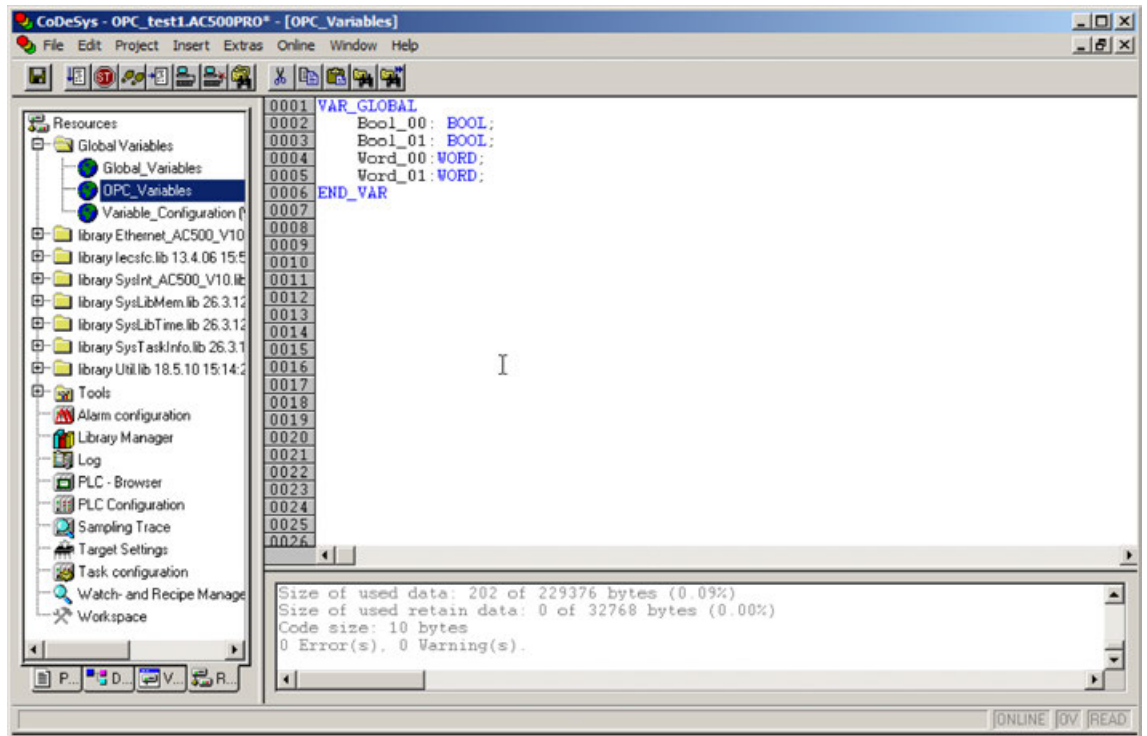 CoDeSys - OPC_test1.AC500PRO* - [OPC_Variables]
File Edit Project Insert Extras Online Window Help
Resources
Global Variables
Global_Variables
OPC_Variables
Variable_Configuration (
library Ethernet_AC500_V10
library Iecsfc.lib 13.4.06 15:5
library SysInt_AC500_V10.lib
library SysLibMem.lib 26.3.12
library SysLibTime.lib 26.3.12
library SysTaskInfo.lib 26.3.1
library Util.lib 18.5.10 15:14:2
Tools
Alarm configuration
Library Manager
Log
PLC - Browser
PLC Configuration
Sampling Trace
Target Settings
Task configuration
Watch- and Recipe Manage
Workspace
P... D... V... R...
0001 VAR_GLOBAL
0002 Bool_00: BOOL;
0003 Bool_01: BOOL;
0004 Word_00:WORD;
0005 Word_01:WORD;
0006 END_VAR
0007
0008
0009
0010
0011
0012
0013
0014
0015
0016
0017
0018
0019
0020
0021
0022
0023
0024
0025
0026
Size of used data: 202 of 229376 bytes (0.09%)
Size of used retain data: 0 of 32768 bytes (0.00%)
Code size: 10 bytes
0 Error(s), 0 Warning(s).
ONLINE OV READ